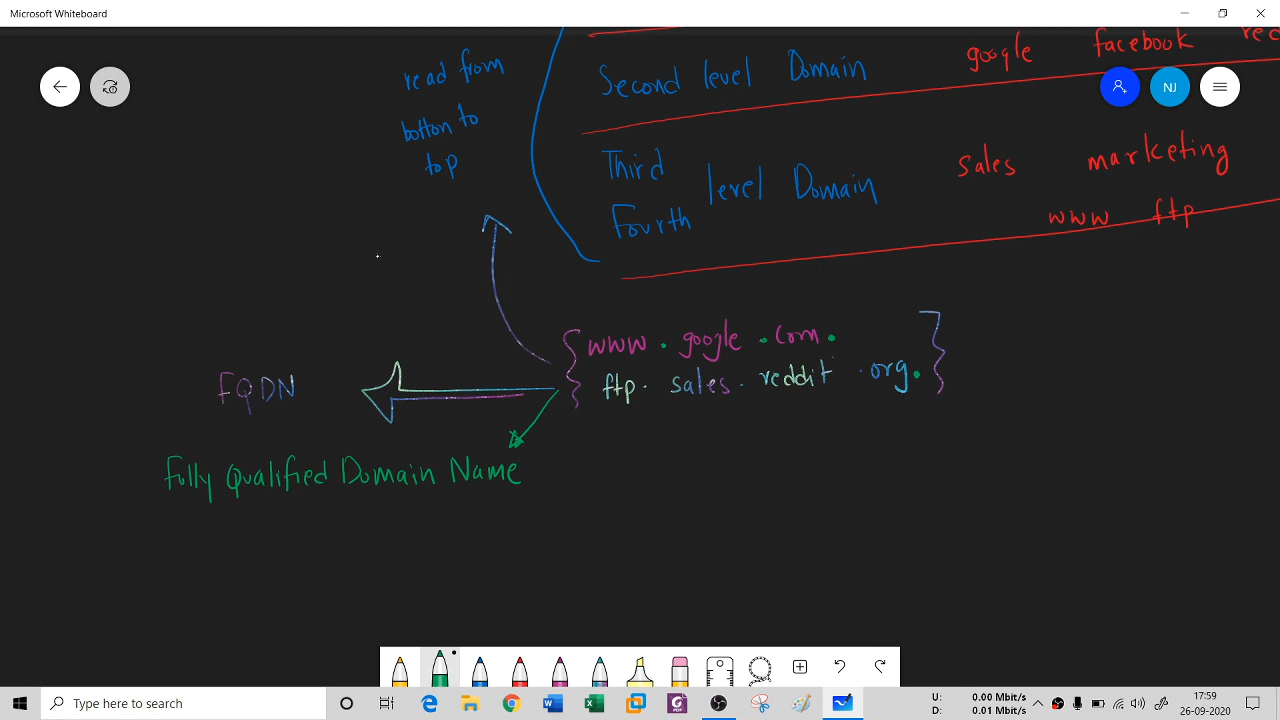 Microsoft Whiteboard
read from
botton to
top
Second level Domain google facebook
NJ
Third
Fourth
level Domain
sales marketing
www ftp
www . google . com .
ftp . sales . reddit . org .
FQDN
Fully Qualified Domain Name
Type here to search
U: 0.00 Mbit/s
D: 0.01 Mbit/s
17:59
26-09-2020